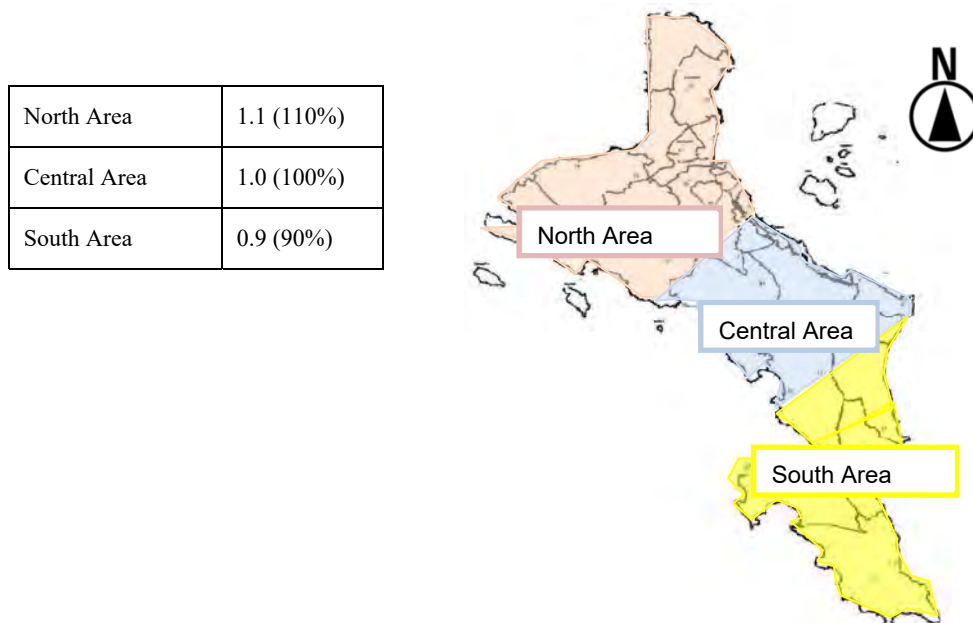 North Area 1.1 (110%)
Central Area 1.0 (100%)
South Area 0.9 (90%)
N
North Area
Central Area
South Area